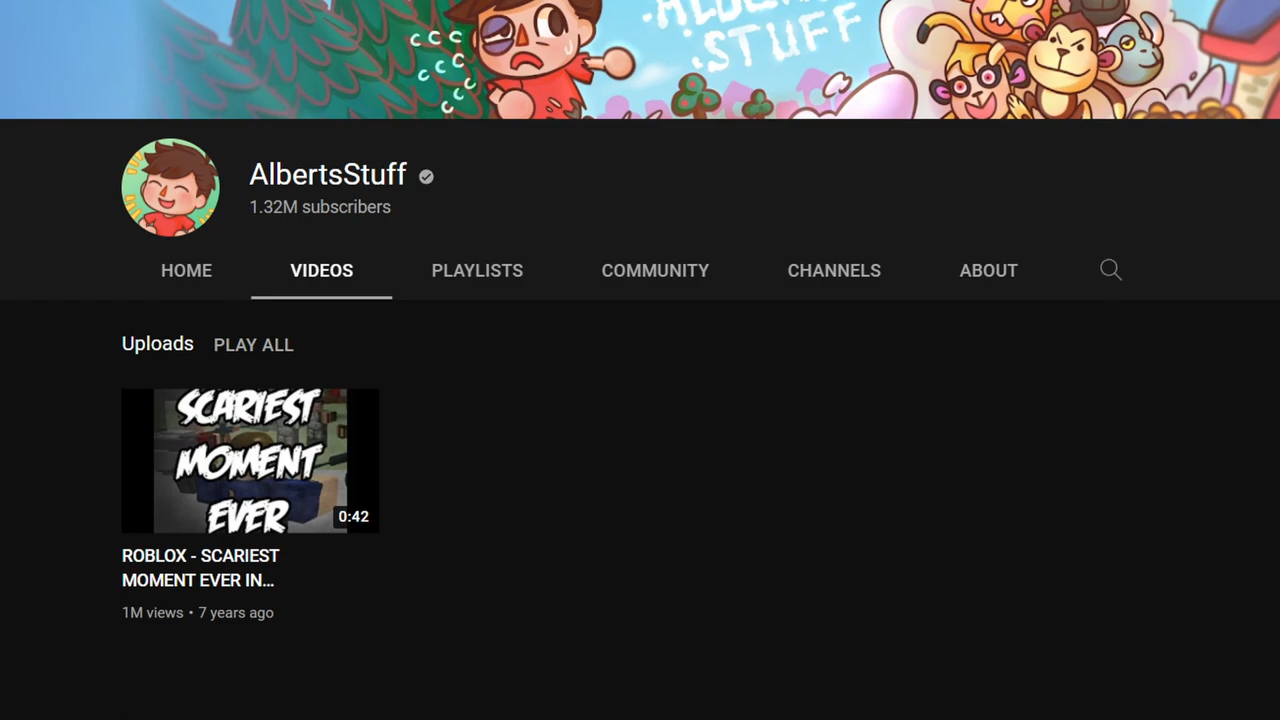 STUFF
AlbertsStuff
1.32M subscribers
HOME VIDEOS PLAYLISTS COMMUNITY CHANNELS ABOUT
Uploads PLAY ALL
SCARIEST
MOMENT
EVER
0:42
ROBLOX - SCARIEST
MOMENT EVER IN...
1M views • 7 years ago